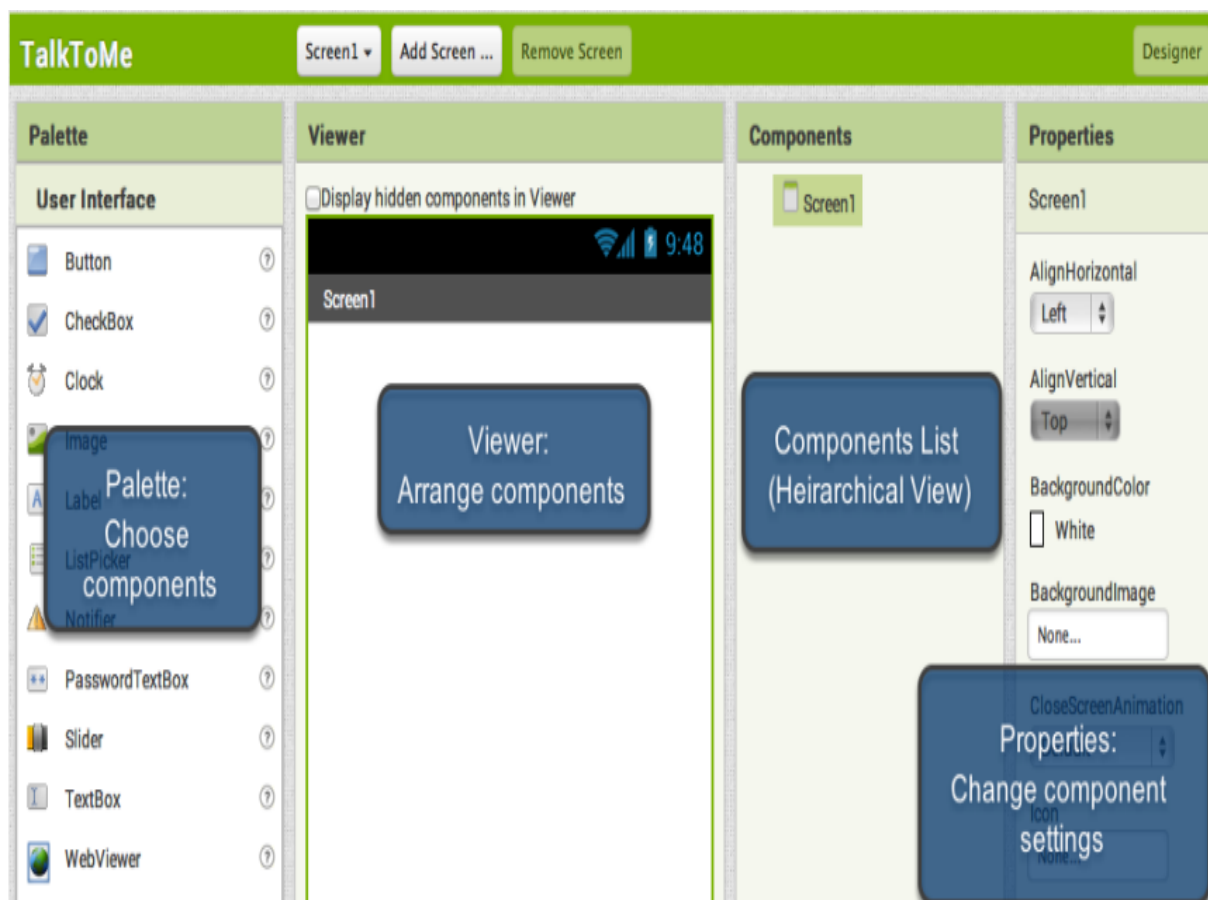 TalkToMe
Screen1
Add Screen ...
Remove Screen
Designer
Palette
User Interface
Button
CheckBox
Clock
Image
Label
ListPicker
Notifier
PasswordTextBox
Slider
TextBox
WebViewer
Palette:
Choose
components
Viewer
Display hidden components in Viewer
9:48
Screen1
Viewer:
Arrange components
Components
Screen1
Components List
(Heirarchical View)
Properties
Screen1
AlignHorizontal
Left
AlignVertical
Top
BackgroundColor
White
BackgroundImage
None...
CloseScreenAnimation
Default
Icon
None...
Properties:
Change component
settings